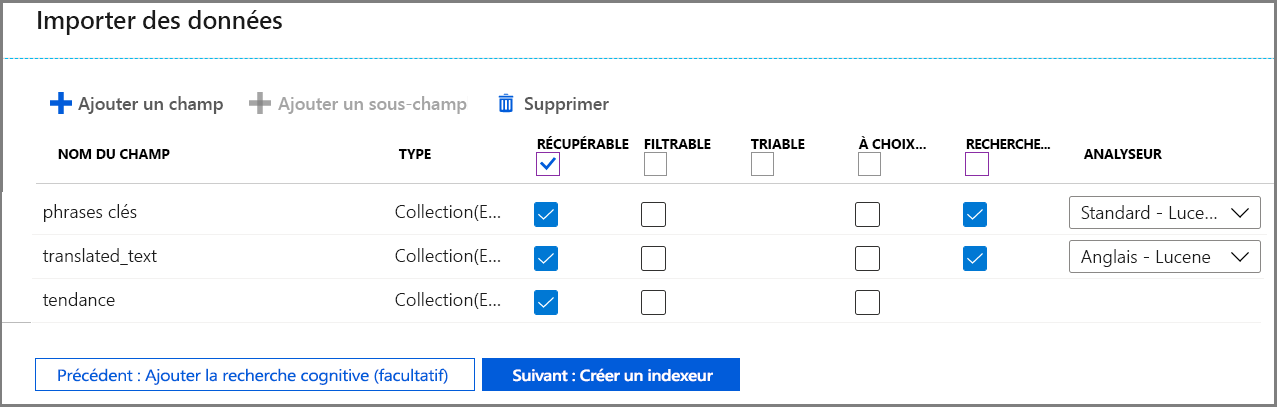 Importer des données
Ajouter un champ Ajouter un sous-champ Supprimer
NOM DU CHAMP TYPE RÉCUPÉRABLE FILTRABLE TRIABLE À CHOIX... RECHERCHE... ANALYSEUR
phrases clés Collection(E... Standard - Luce...
translated_text Collection(E... Anglais - Lucene
tendance Collection(E...
Précédent : Ajouter la recherche cognitive (facultatif) Suivant : Créer un indexeur